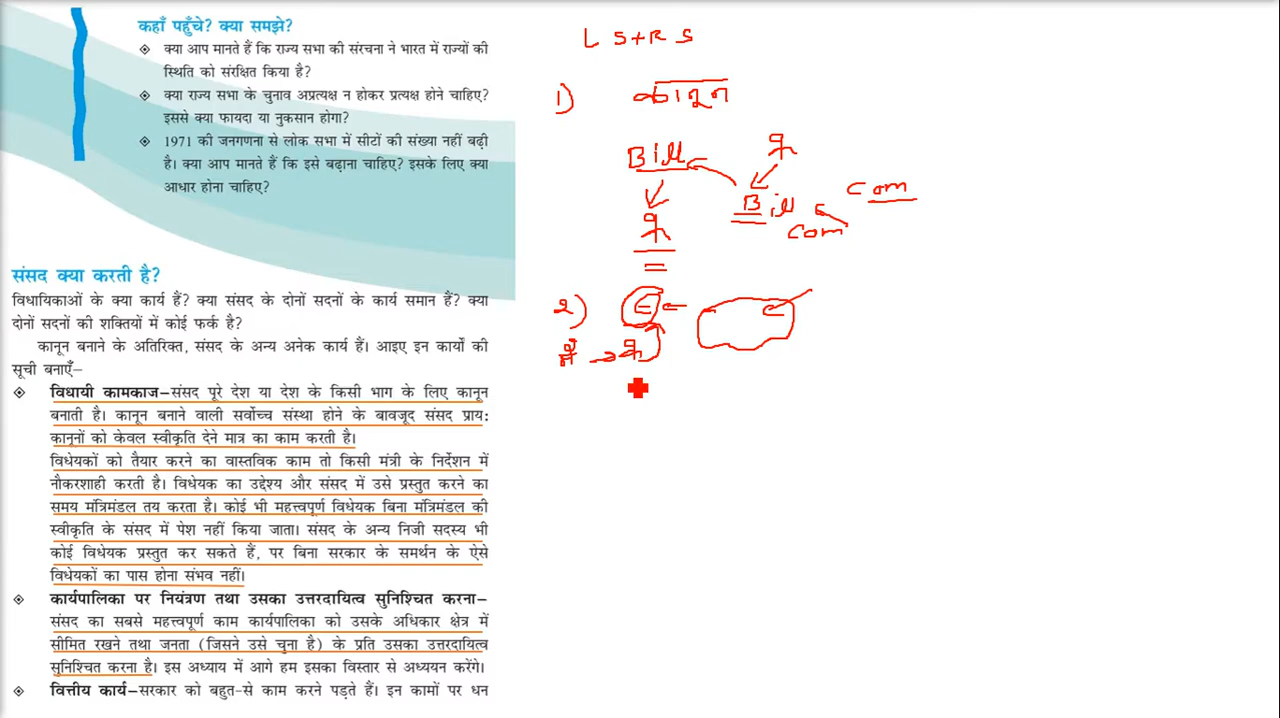 कहाँ पहुँचे? क्या समझे?
क्या आप मानते हैं कि राज्य सभा की संरचना ने भारत में राज्यों की
स्थिति को संरक्षित किया है?
क्या राज्य सभा के चुनाव अप्रत्यक्ष न होकर प्रत्यक्ष होने चाहिए?
इससे क्या फायदा या नुकसान होगा?
1971 की जनगणना से लोक सभा में सीटों की संख्या नहीं बढ़ी
है। क्या आप मानते हैं कि इसे बढ़ाना चाहिए? इसके लिए क्या
आधार होना चाहिए?
संसद क्या करती है?
विधायिकाओं के क्या कार्य हैं? क्या संसद के दोनों सदनों के कार्य समान हैं? क्या
दोनों सदनों की शक्तियों में कोई फर्क है?
कानून बनाने के अतिरिक्त, संसद के अन्य अनेक कार्य हैं। आइए इन कार्यों की
सूची बनाएँ–
विधायी कामकाज–संसद पूरे देश या देश के किसी भाग के लिए कानून
बनाती है। कानून बनाने वाली सर्वोच्च संस्था होने के बावजूद संसद प्राय:
कानूनों को केवल स्वीकृति देने मात्र का काम करती है।
विधेयकों को तैयार करने का वास्तविक काम तो किसी मंत्री के निर्देशन में
नौकरशाही करती है। विधेयक का उद्देश्य और संसद में उसे प्रस्तुत करने का
समय मंत्रिमंडल तय करता है। कोई भी महत्त्वपूर्ण विधेयक बिना मंत्रिमंडल की
स्वीकृति के संसद में पेश नहीं किया जाता। संसद के अन्य निजी सदस्य भी
कोई विधेयक प्रस्तुत कर सकते हैं, पर बिना सरकार के समर्थन के ऐसे
विधेयकों का पास होना संभव नहीं।
कार्यपालिका पर नियंत्रण तथा उसका उत्तरदायित्व सुनिश्चित करना–
संसद का सबसे महत्त्वपूर्ण काम कार्यपालिका को उसके अधिकार क्षेत्र में
सीमित रखने तथा जनता (जिसने उसे चुना है) के प्रति उसका उत्तरदायित्व
सुनिश्चित करना है। इस अध्याय में आगे हम इसका विस्तार से अध्ययन करेंगे।
वित्तीय कार्य–सरकार को बहुत-से काम करने पड़ते हैं। इन कामों पर धन
L S+R S
1) कानून
Bill
Bill com
com
2)